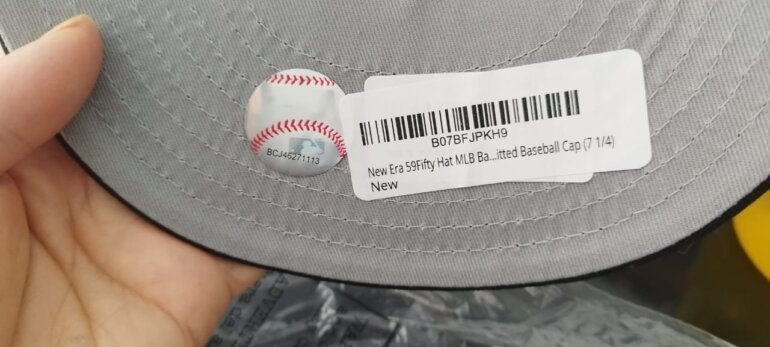 BCJ46271113
B07BFJPKH9
New Era 59Fifty Hat MLB Ba...itted Baseball Cap (7 1/4)
New